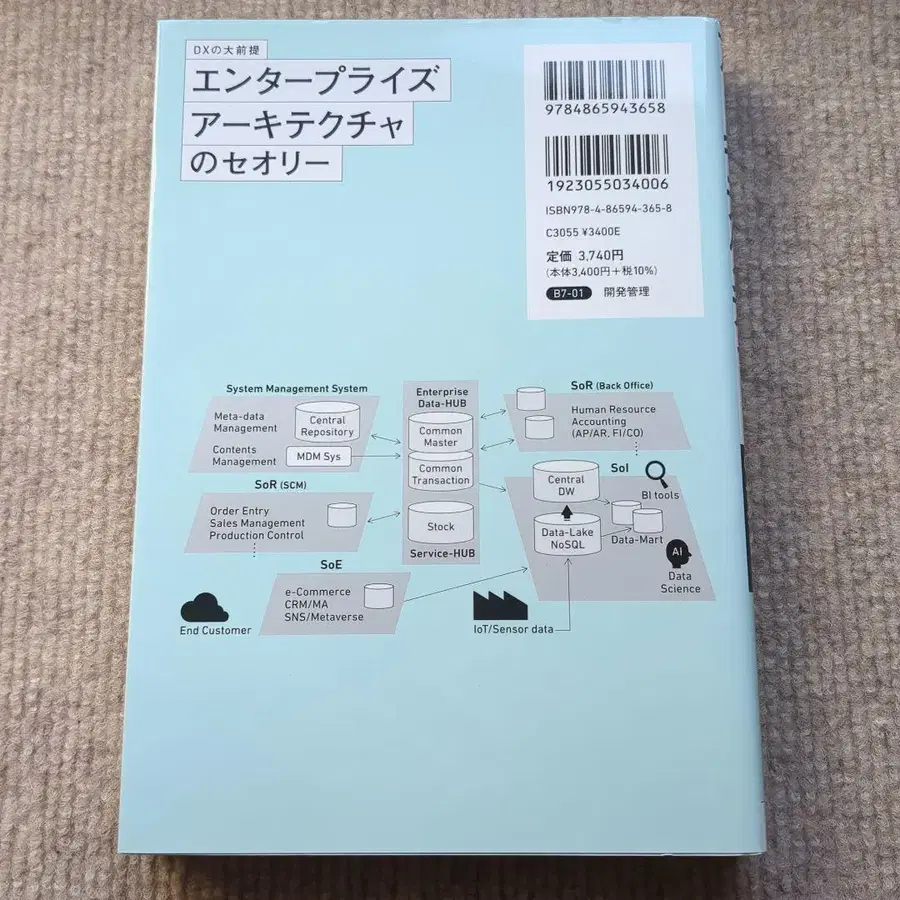 DXの大前提
エンタープライズ
アーキテクチャ
のセオリー
9784865943658
1923055034006
ISBN978-4-86594-365-8
C3055 ¥3400E
定価 3,740円
(本体3,400円+税10%)
B7-01 開発管理
System Management System
Meta-data
Management
Central
Repository
Contents
Management
MDM Sys
Enterprise
Data-HUB
Common
Master
Common
Transaction
Stock
Service-HUB
SoR (Back Office)
Human Resource
Accounting
(AP/AR, FI/CO)
SoR (SCM)
Order Entry
Sales Management
Production Control
SoI
Central
DW
BI tools
Data-Lake
NoSQL
Data-Mart
AI
Data
Science
SoE
e-Commerce
CRM/MA
SNS/Metaverse
End Customer
IoT/Sensor data